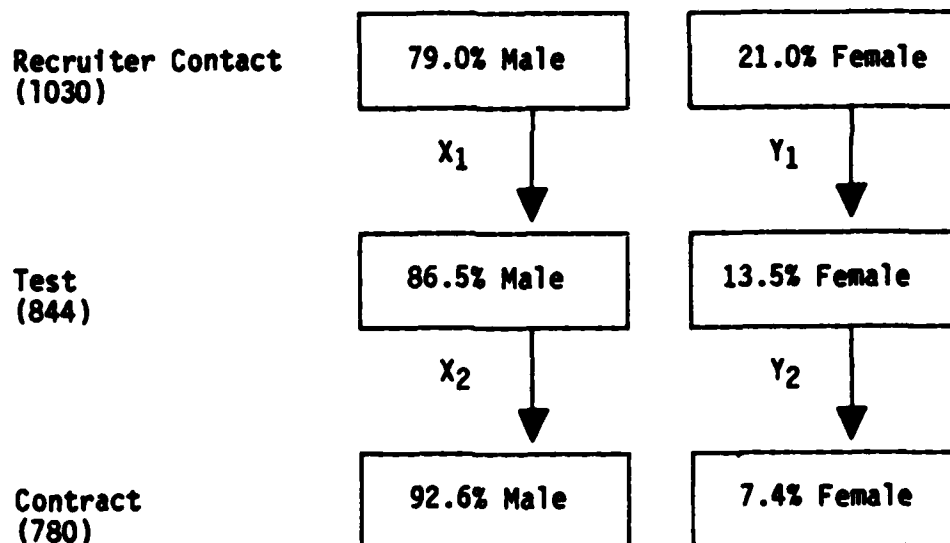 Recruiter Contact
(1030)
79.0% Male
21.0% Female
X1
Y1
Test
(844)
86.5% Male
13.5% Female
X2
Y2
Contract
(780)
92.6% Male
7.4% Female